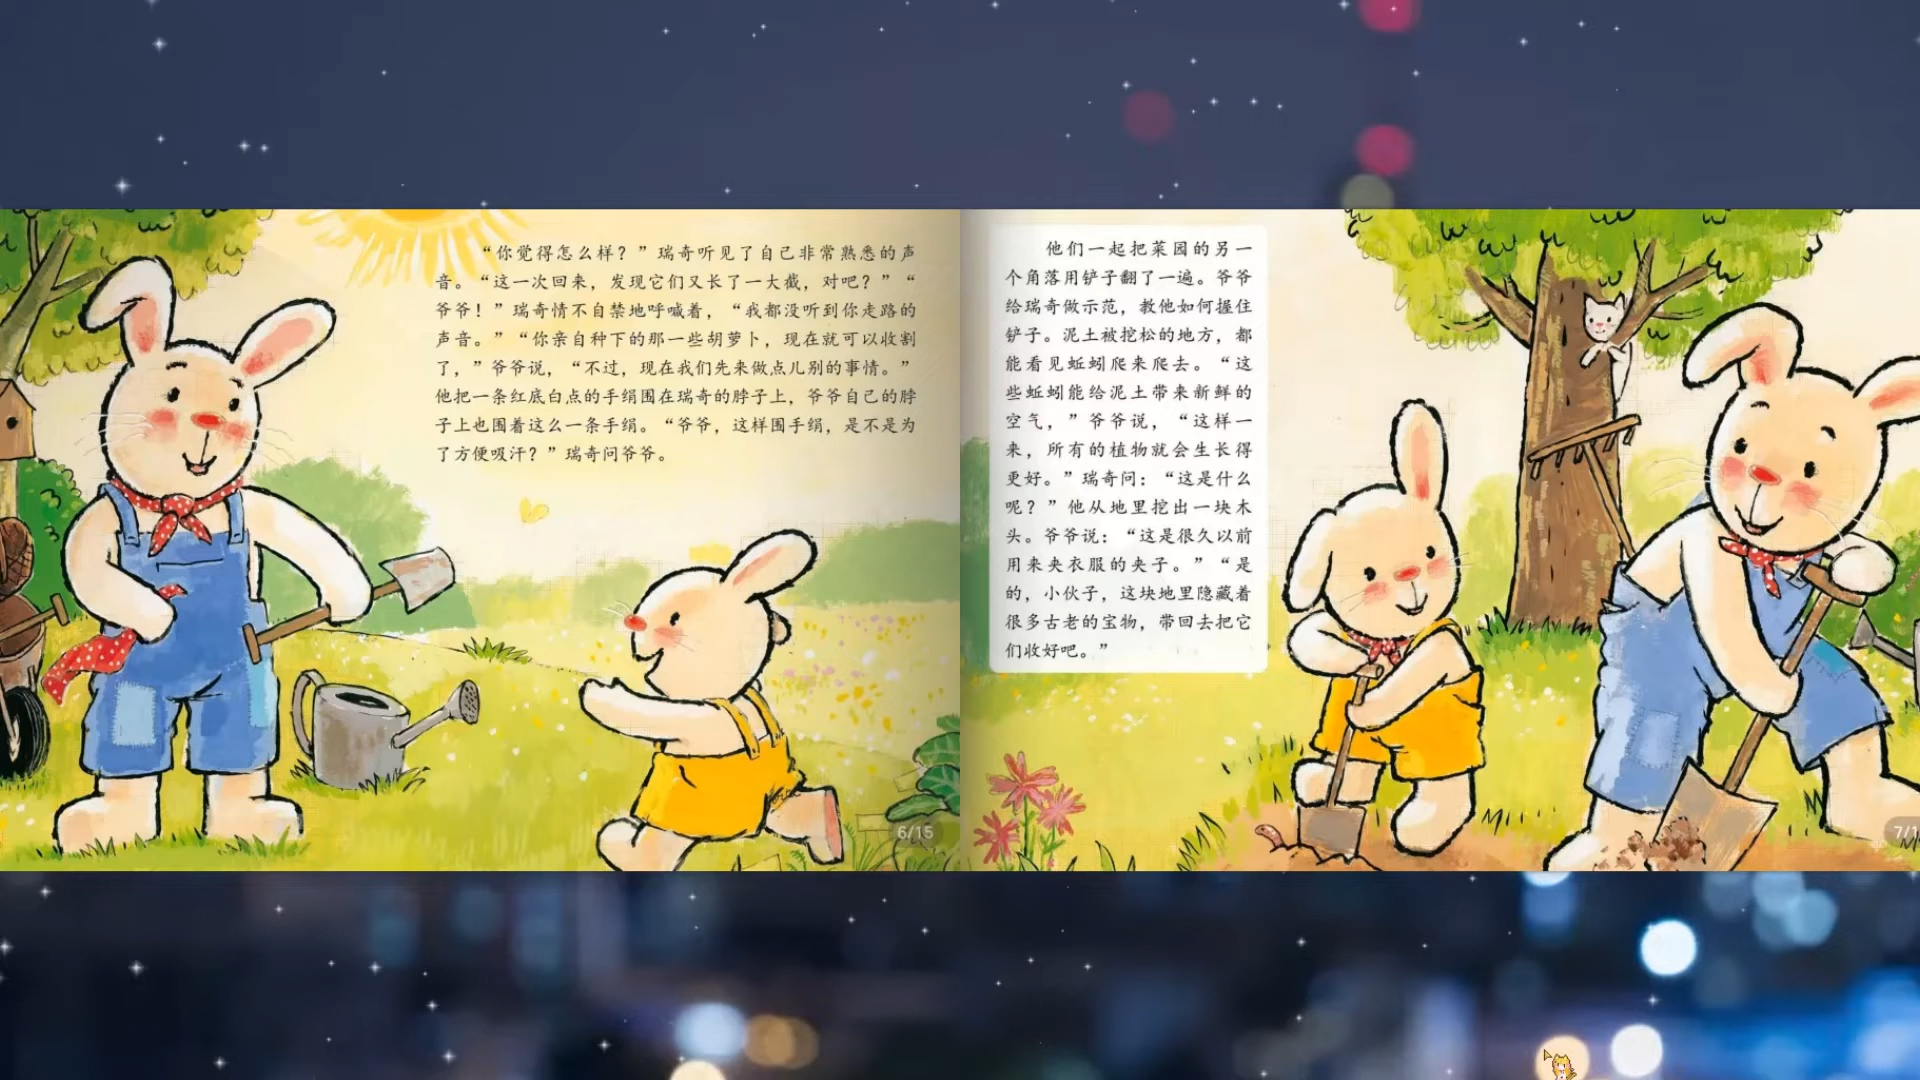 “你觉得怎么样？”瑞奇听见了自己非常熟悉的声
音。“这一次回来，发现它们又长了一大截，对吧？”“
爷爷！”瑞奇情不自禁地呼喊着，“我都没听到你走路的
声音。”“你亲自种下的那一些胡萝卜，现在就可以收割
了，”爷爷说，“不过，现在我们先来做点儿别的事情。”
他把一条红底白点的手绢围在瑞奇的脖子上，爷爷自己的脖
子上也围着这么一条手绢。“爷爷，这样围手绢，是不是为
了方便吸汗？”瑞奇问爷爷。
6/15
他们一起把菜园的另一
个角落用铲子翻了一遍。爷爷
给瑞奇做示范，教他如何握住
铲子。泥土被挖松的地方，都
能看见蚯蚓爬来爬去。“这
些蚯蚓能给泥土带来新鲜的
空气，”爷爷说，“这样一
来，所有的植物就会生长得
更好。”瑞奇问：“这是什么
呢？”他从地里挖出一块木
头。爷爷说：“这是很久以前
用来夹衣服的夹子。”“是
的，小伙子，这块地里隐藏着
很多古老的宝物，带回去把它
们收好吧。”